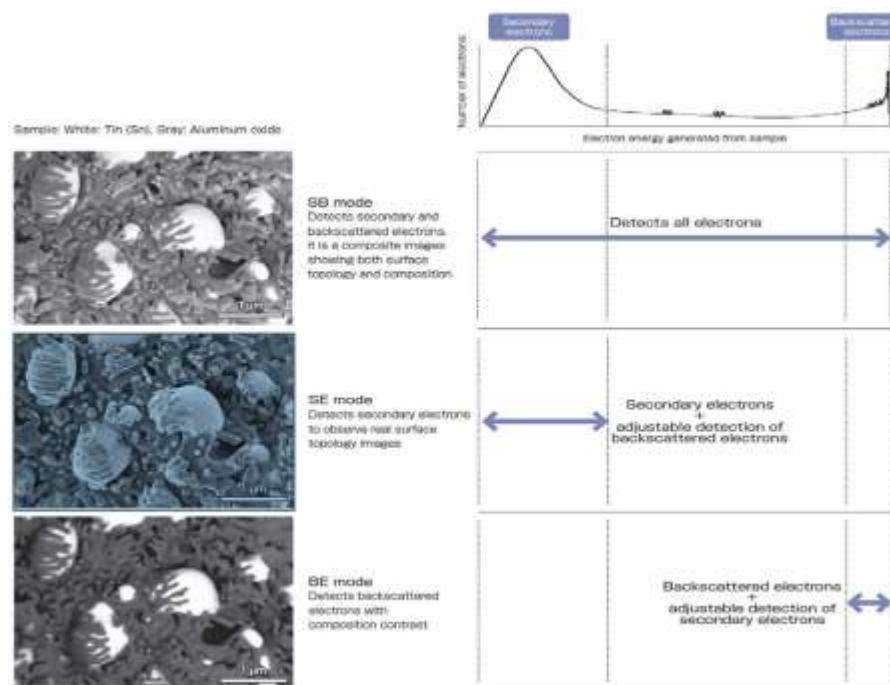 Secondary
electrons
Backscattered
electrons
Number of electrons
Electron energy generated from sample
Sample: White: Tin (Sn), Gray: Aluminum oxide
SB mode
Detects secondary and
backscattered electrons.
It is a composite images
showing both surface
topology and composition.
1 μm
Detects all electrons
SE mode
Detects secondary electrons
to observe real surface
topology images
1 μm
Secondary electrons
+
adjustable detection of
backscattered electrons
BE mode
Detects backscattered
electrons with
composition contrast
1 μm
Backscattered electrons
+
adjustable detection of
secondary electrons